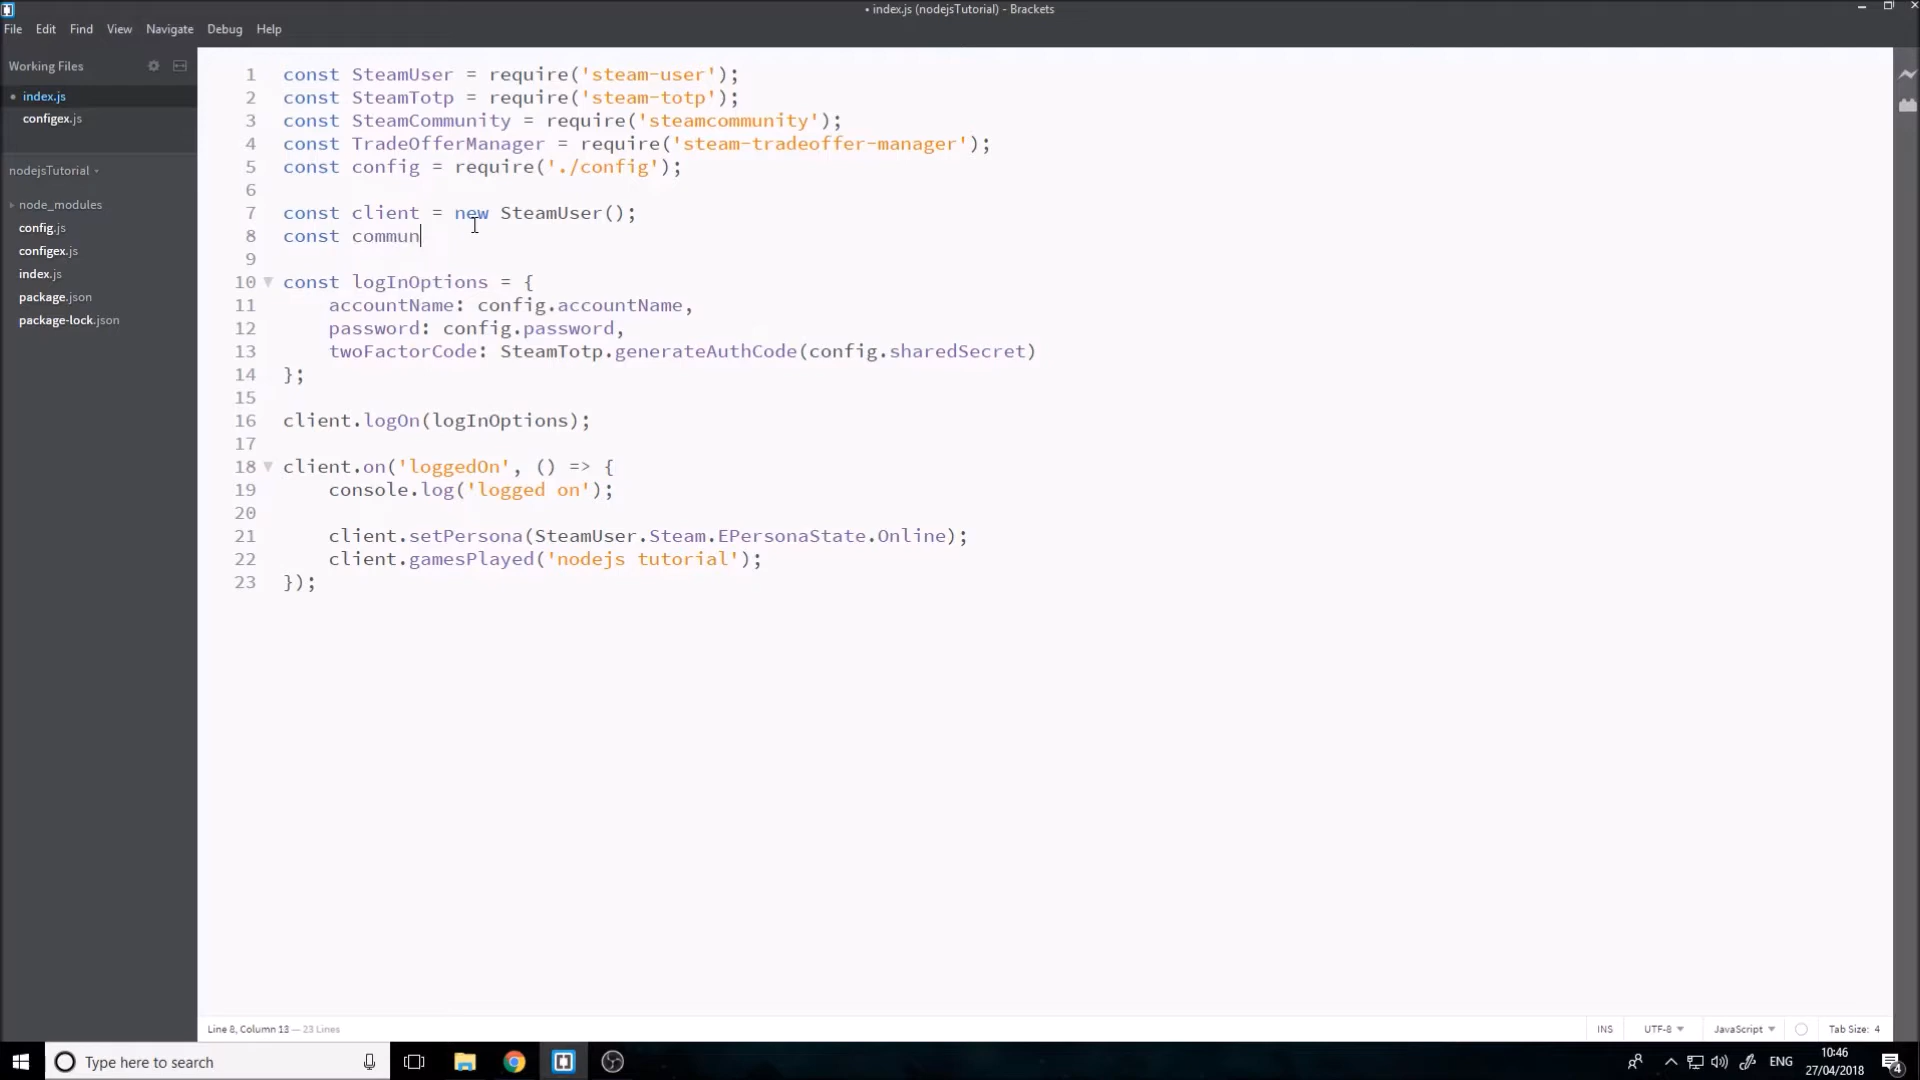 • index.js (nodejsTutorial) - Brackets
File Edit Find View Navigate Debug Help
Working Files
index.js
configex.js
nodejsTutorial
node_modules
config.js
configex.js
index.js
package.json
package-lock.json
1 const SteamUser = require('steam-user');
2 const SteamTotp = require('steam-totp');
3 const SteamCommunity = require('steamcommunity');
4 const TradeOfferManager = require('steam-tradeoffer-manager');
5 const config = require('./config');
6
7 const client = new SteamUser();
8 const commun
9
10 const logInOptions = {
11 accountName: config.accountName,
12 password: config.password,
13 twoFactorCode: SteamTotp.generateAuthCode(config.sharedSecret)
14 };
15
16 client.logOn(logInOptions);
17
18 client.on('loggedOn', () => {
19 console.log('logged on');
20
21 client.setPersona(SteamUser.Steam.EPersonaState.Online);
22 client.gamesPlayed('nodejs tutorial');
23 });
Line 8, Column 13 — 23 Lines
INS UTF-8 JavaScript Tab Size: 4
Type here to search
ENG
10:46
27/04/2018
4